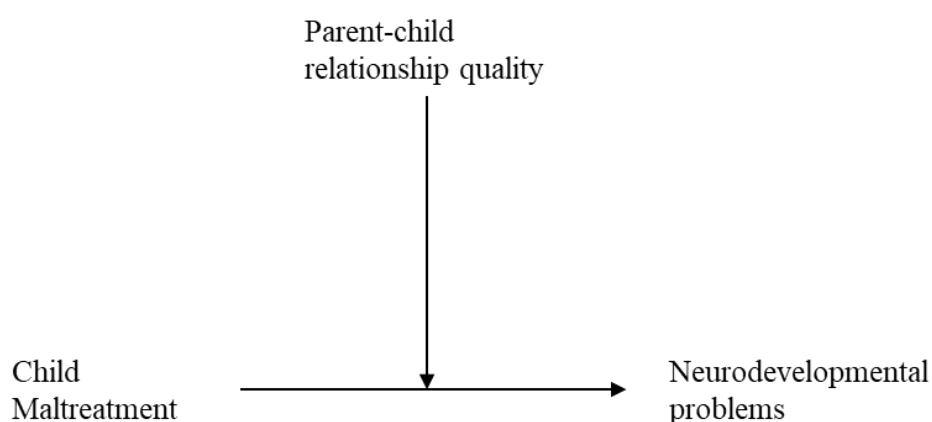 Parent-child
relationship quality
Child
Maltreatment
Neurodevelopmental
problems